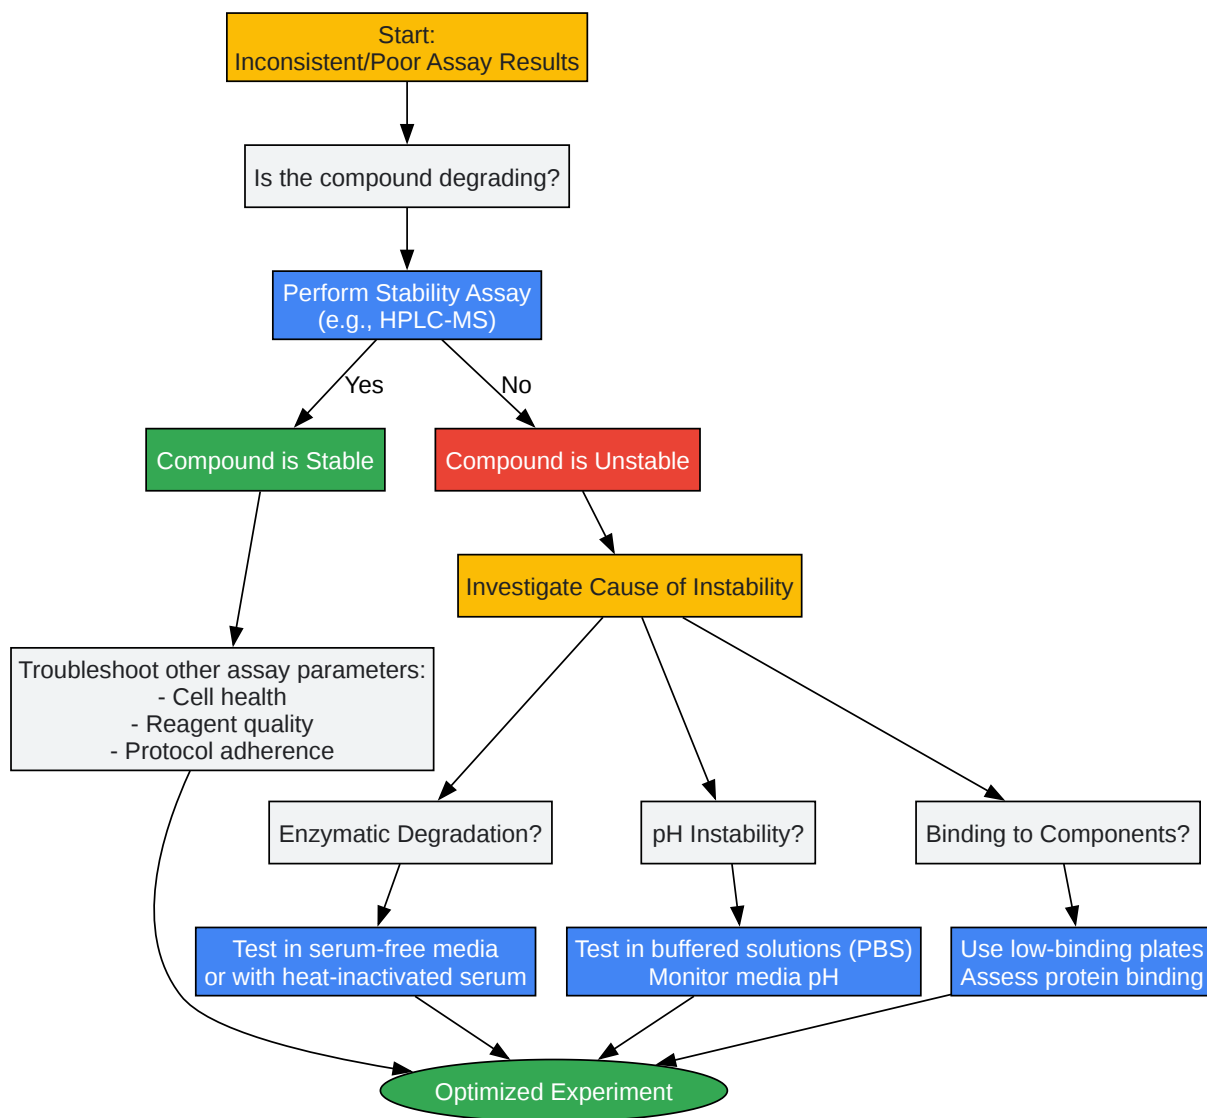 Start:
Inconsistent/Poor Assay Results
Is the compound degrading?
Perform Stability Assay
(e.g., HPLC-MS)
Yes
No
Compound is Stable
Compound is Unstable
Investigate Cause of Instability
Troubleshoot other assay parameters:
- Cell health
- Reagent quality
- Protocol adherence
Enzymatic Degradation?
pH Instability?
Binding to Components?
Test in serum-free media
or with heat-inactivated serum
Test in buffered solutions (PBS)
Monitor media pH
Use low-binding plates
Assess protein binding
Optimized Experiment